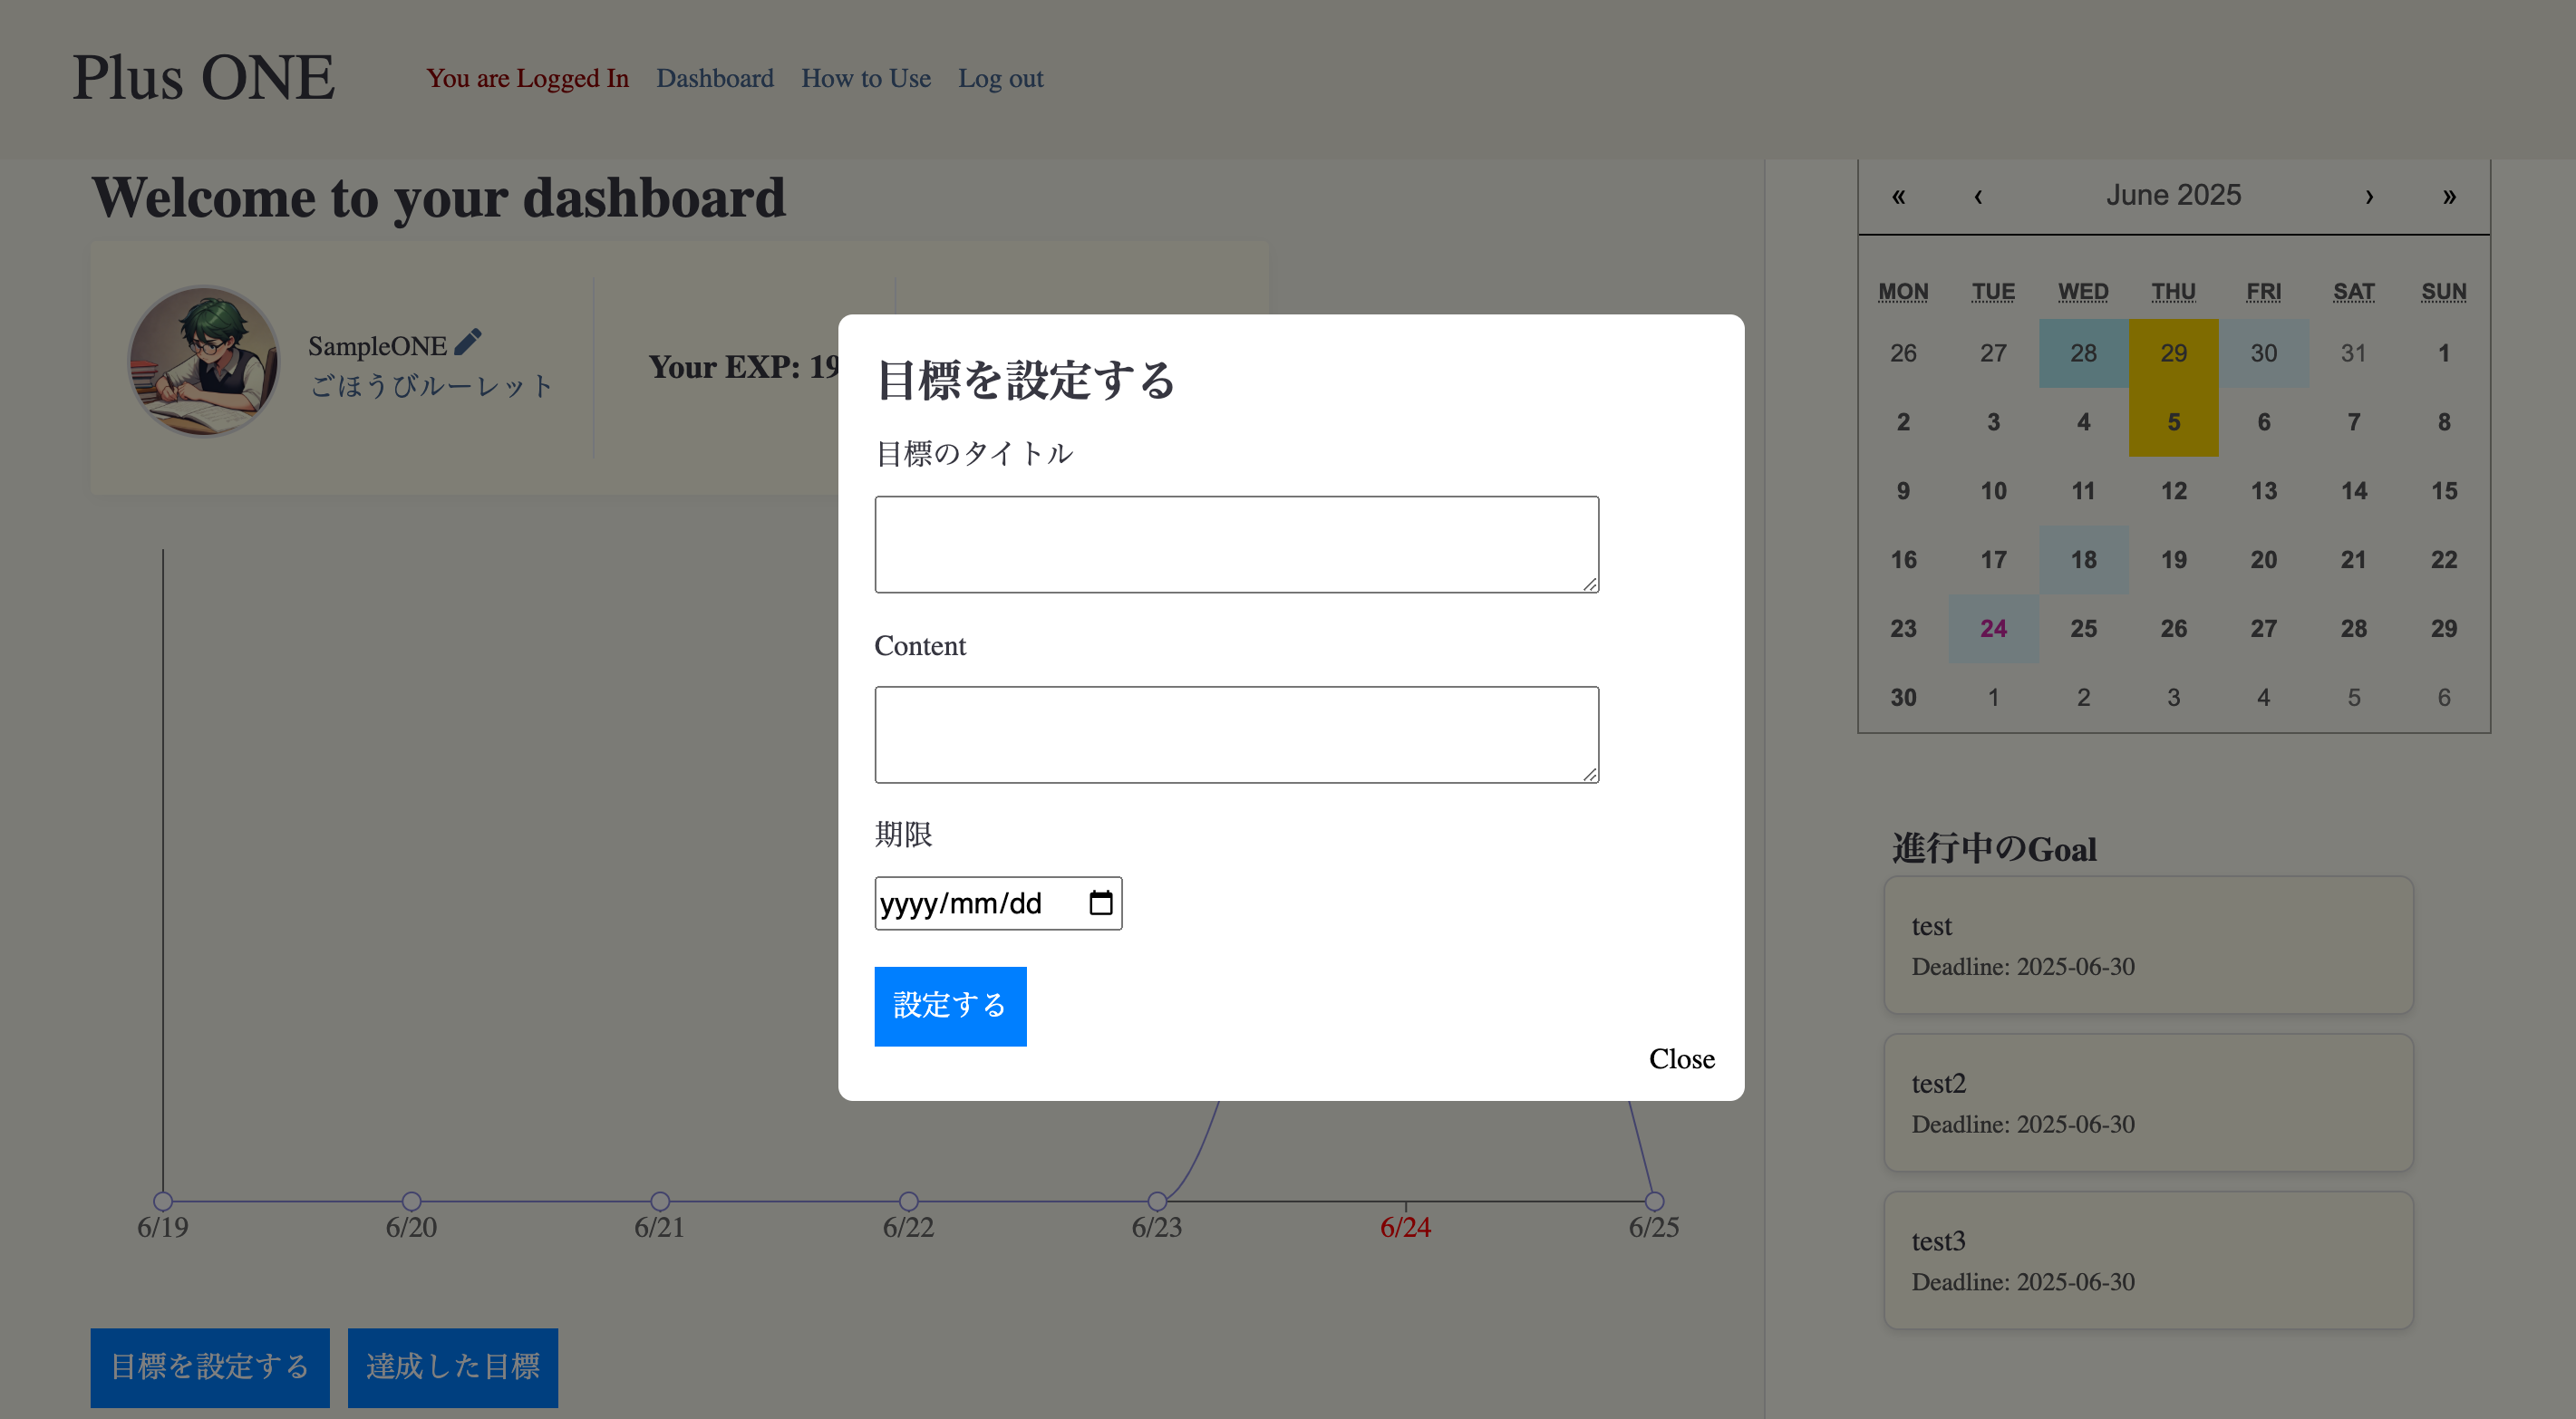 Plus ONE
You are Logged In Dashboard How to Use Log out
Welcome to your dashboard
SampleONE
ごほうびルーレット
Your EXP: 19
目標を設定する
目標のタイトル
Content
期限
yyyy/mm/dd
設定する
Close
6/19 6/20 6/21 6/22 6/23 6/24 6/25
目標を設定する 達成した目標
« ‹ June 2025 › »
MON TUE WED THU FRI SAT SUN
26 27 28 29 30 31 1
2 3 4 5 6 7 8
9 10 11 12 13 14 15
16 17 18 19 20 21 22
23 24 25 26 27 28 29
30 1 2 3 4 5 6
進行中のGoal
test
Deadline: 2025-06-30
test2
Deadline: 2025-06-30
test3
Deadline: 2025-06-30